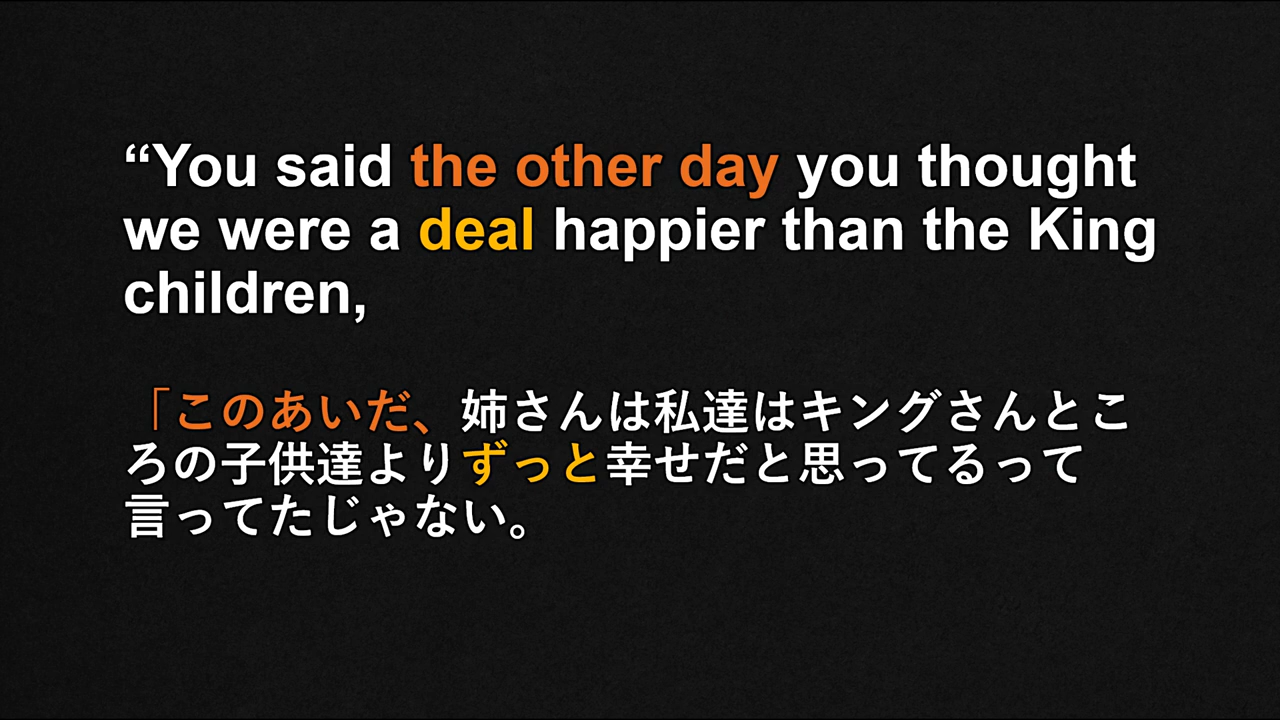 “You said the other day you thought
we were a deal happier than the King
children,
「このあいだ、姉さんは私達はキングさんとこ
ろの子供達よりずっと幸せだと思ってるって
言ってたじゃない。